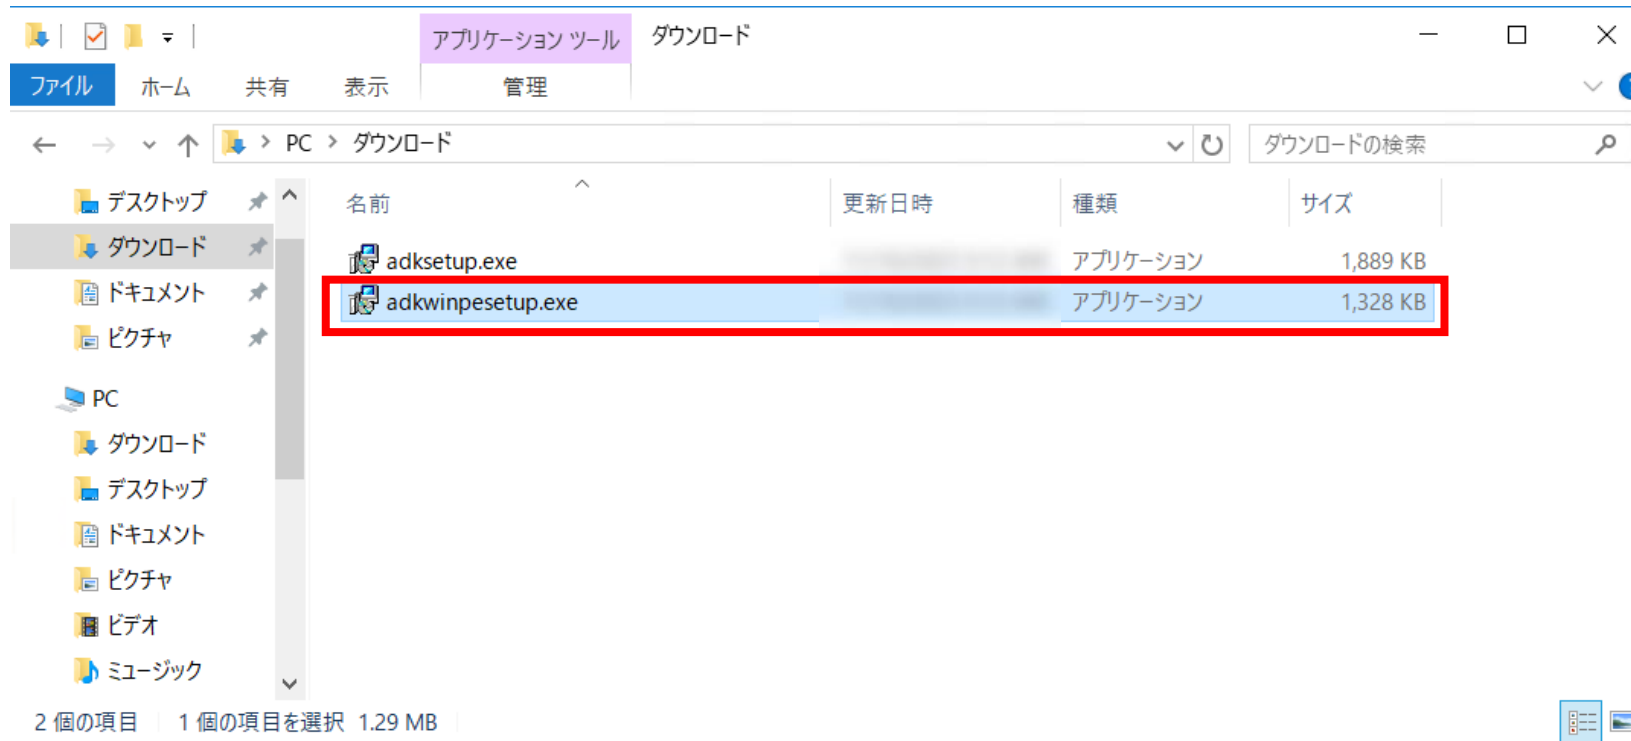 アプリケーション ツール ダウンロード
ファイル ホーム 共有 表示 管理
PC ダウンロード ダウンロードの検索
名前 更新日時 種類 サイズ
adksetup.exe アプリケーション 1,889 KB
adkwinpesetup.exe アプリケーション 1,328 KB
デスクトップ
ダウンロード
ドキュメント
ピクチャ
PC
ダウンロード
デスクトップ
ドキュメント
ピクチャ
ビデオ
ミュージック
2 個の項目 1 個の項目を選択 1.29 MB